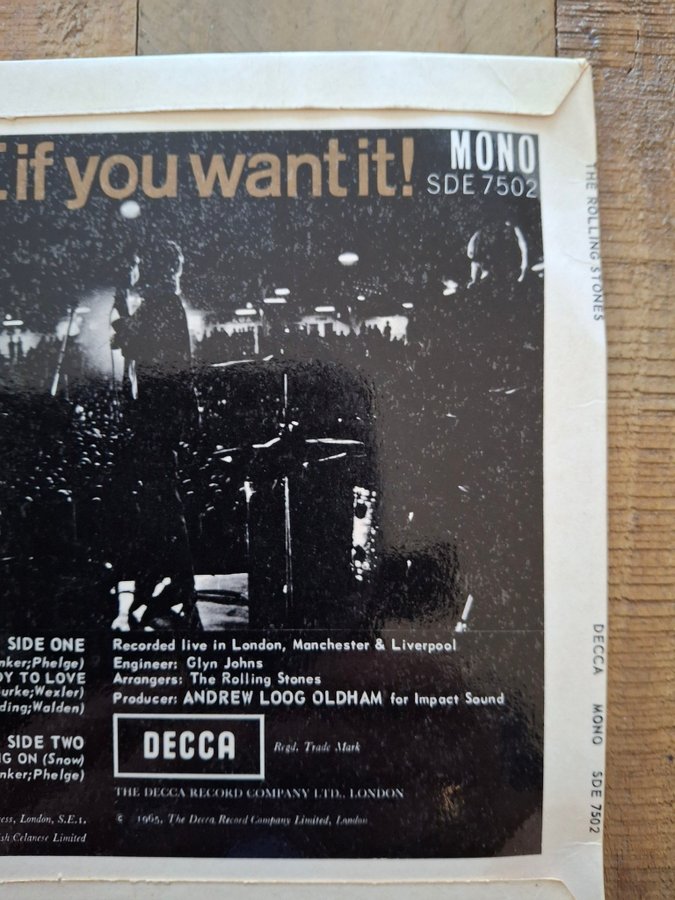 if you want it!
MONO
SDE 7502
THE ROLLING STONES
SIDE ONE
nker;Phelge)
DY TO LOVE
urke;Wexler)
ding;Walden)
SIDE TWO
G ON (Snow)
nker;Phelge)
ess, London, S.E.1.
sh Celanese Limited
Recorded live in London, Manchester & Liverpool
Engineer: Glyn Johns
Arrangers: The Rolling Stones
Producer: ANDREW LOOG OLDHAM for Impact Sound
DECCA
Regd. Trade Mark
THE DECCA RECORD COMPANY LTD., LONDON
© 1965, The Decca Record Company Limited, London
DECCA MONO SDE 7502